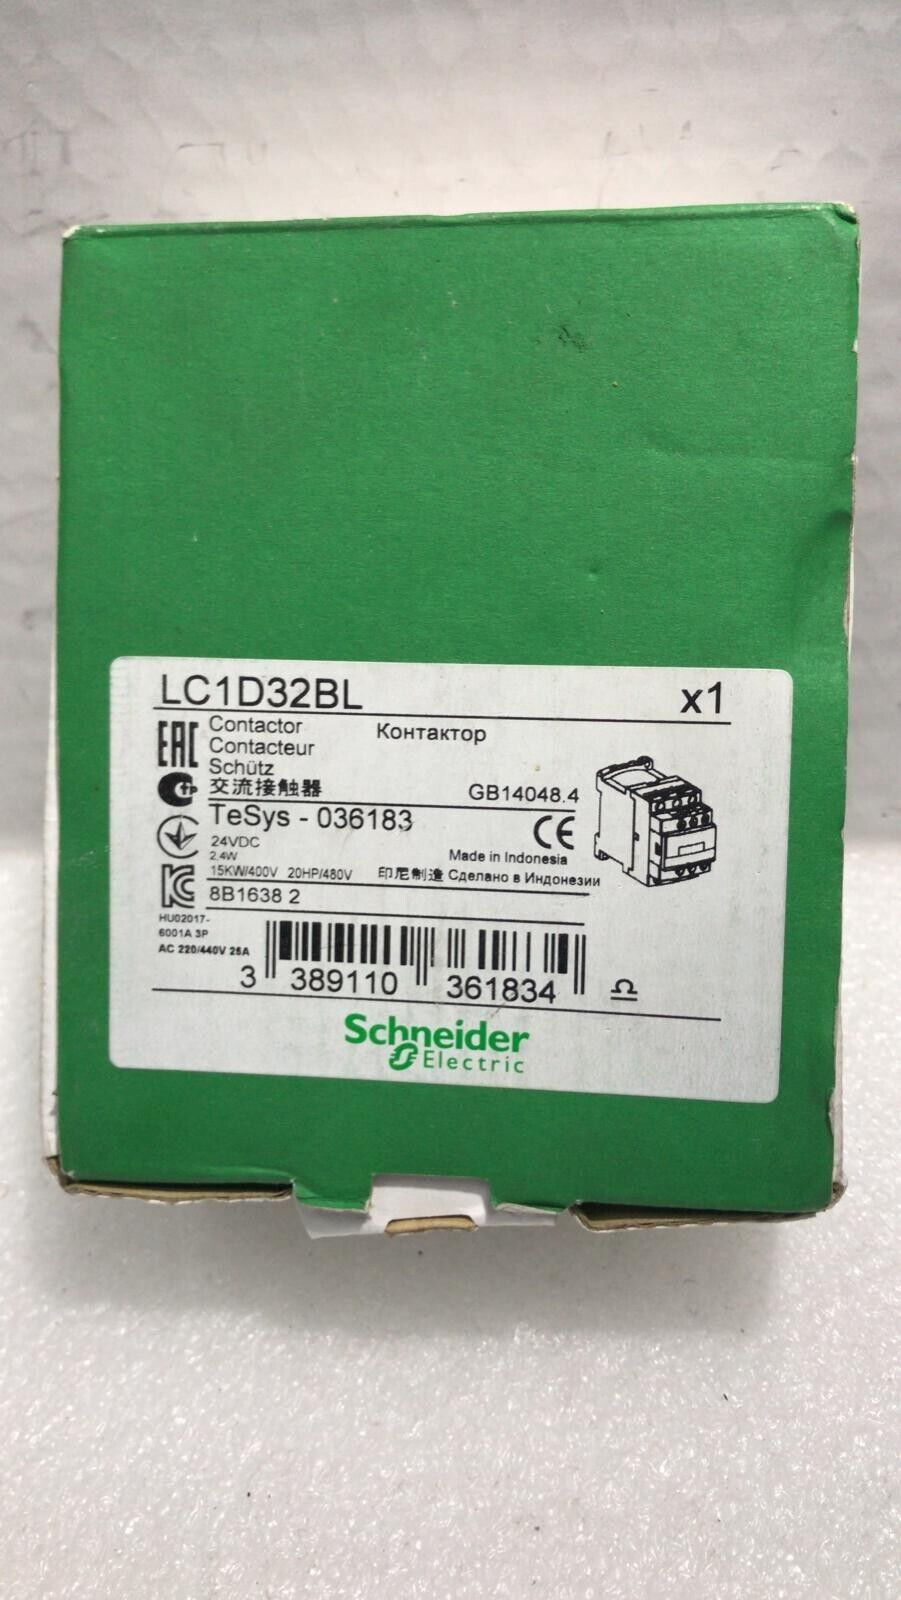 LC1D32BL x1
EAC Contactor Контактор
Contacteur
Schütz
交流接触器 GB14048.4
TeSys - 036183 CE
24VDC
2.4W Made in Indonesia
15KW/400V 20HP/480V 印尼制造 Сделано в Индонезии
8B1638 2
HU02017-
6001A 3P
AC 220/440V 25A
3 389110 361834
Schneider
Electric